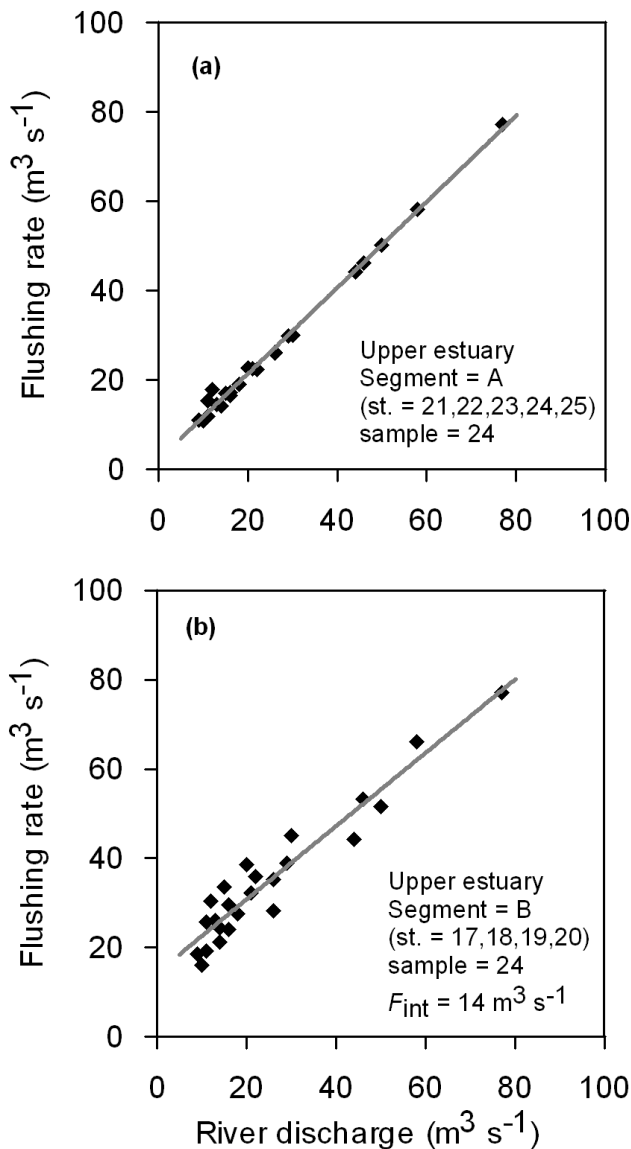 100
(a)
80
60
40
20
0
Flushing rate (m³ s⁻¹)
Upper estuary
Segment = A
(st. = 21,22,23,24,25)
sample = 24
0 20 40 60 80 100
100
(b)
80
60
40
20
0
Flushing rate (m³ s⁻¹)
Upper estuary
Segment = B
(st. = 17,18,19,20)
sample = 24
Fint = 14 m³ s⁻¹
0 20 40 60 80 100
River discharge (m³ s⁻¹)